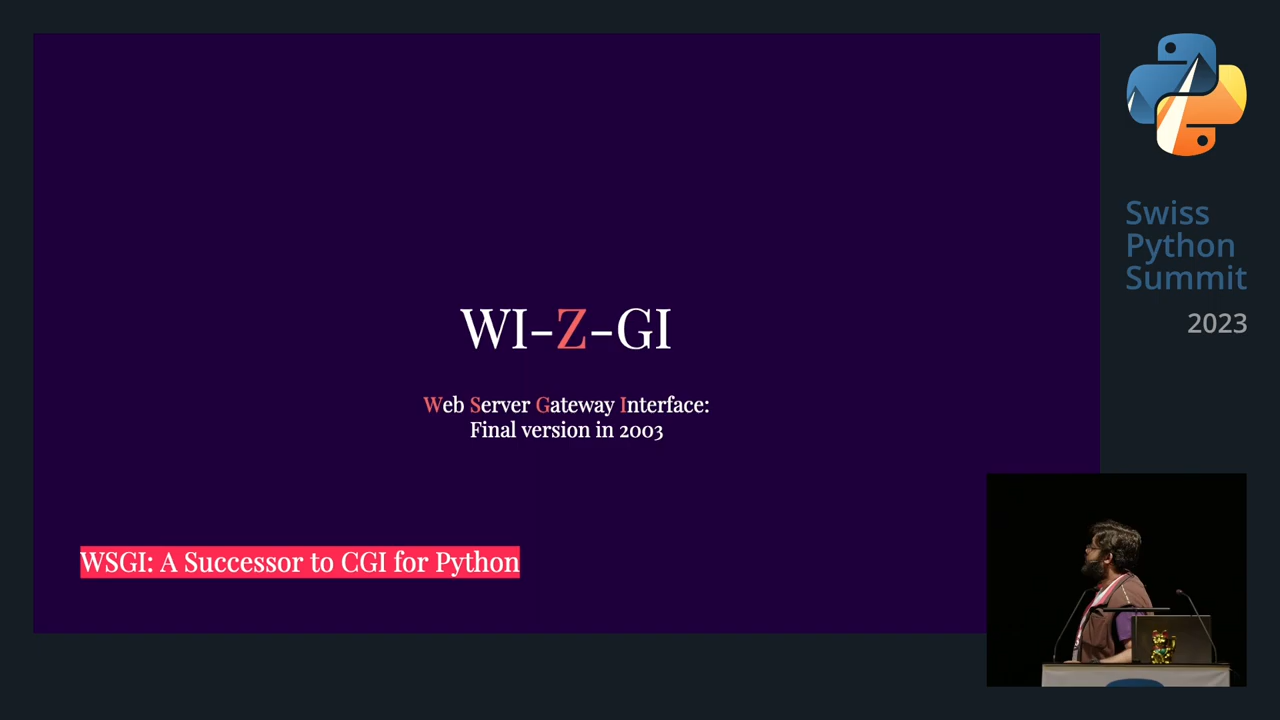 WI-Z-GI
Web Server Gateway Interface:
Final version in 2003
WSGI: A Successor to CGI for Python
Swiss
Python
Summit
2023